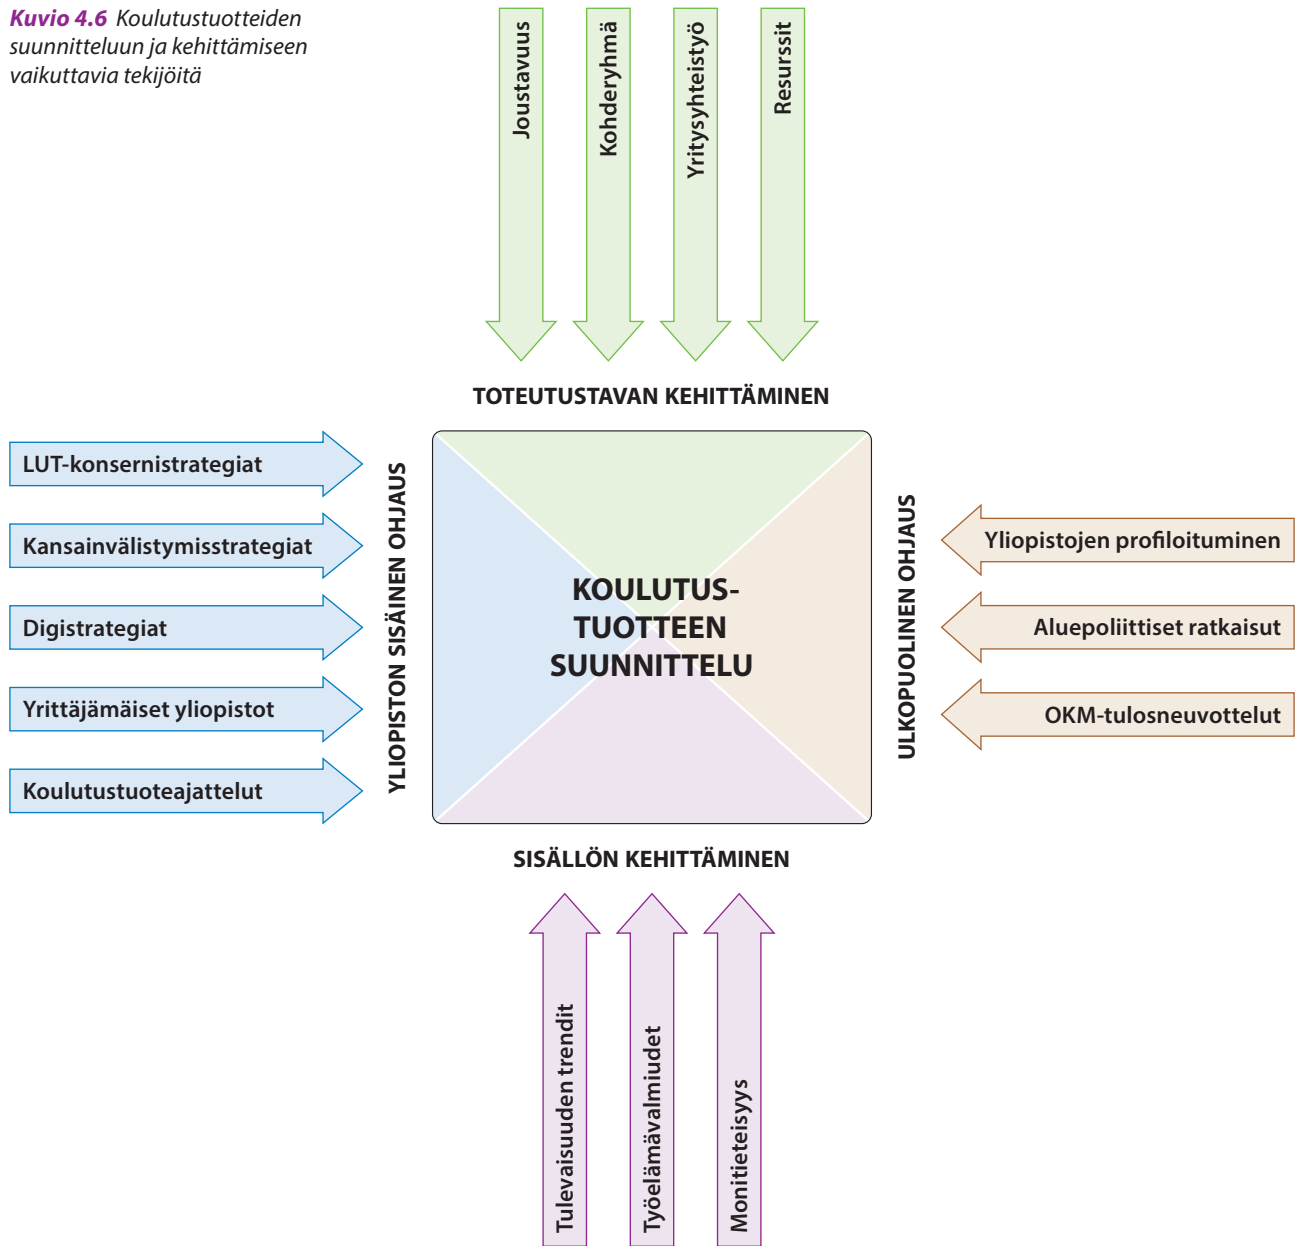 Kuvio 4.6 Koulutustuotteiden
suunnitteluun ja kehittämiseen
vaikuttavia tekijöitä
Joustavuus
Kohderyhmä
Yritysyhteistyö
Resurssit
TOTEUTUSTAVAN KEHITTÄMINEN
LUT-konsernistrategiat
Kansainvälistymisstrategiat
Digistrategiat
Yrittäjämäiset yliopistot
Koulutustuoteajattelut
YLIOPISTON SISÄINEN OHJAUS
KOULUTUS-
TUOTTEEN
SUUNNITTELU
ULKOPUOLINEN OHJAUS
Yliopistojen profiloituminen
Aluepoliittiset ratkaisut
OKM-tulosneuvottelut
SISÄLLÖN KEHITTÄMINEN
Tulevaisuuden trendit
Työelämävalmiudet
Monitieteisyys